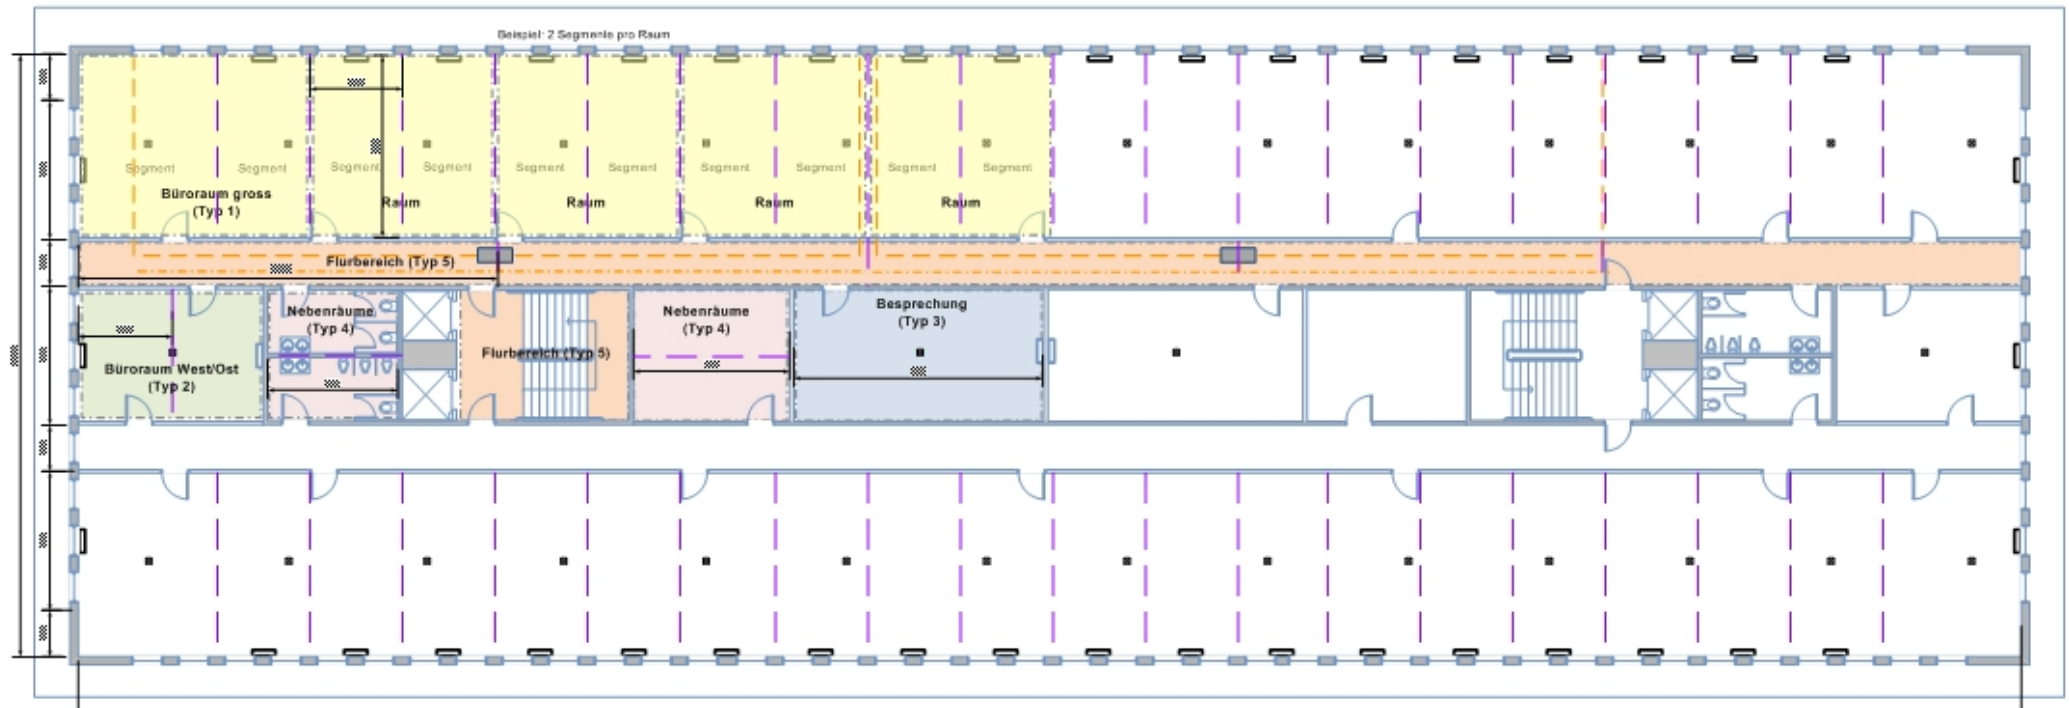 Beispiel: 2 Segmente pro Raum
Segment Segment Segment Segment Segment Segment Segment Segment Segment Segment
Büroraum gross
(Typ 1)
Raum Raum Raum Raum
Flurbereich (Typ 5)
Nebenräume
(Typ 4)
Nebenräume
(Typ 4)
Besprechung
(Typ 3)
Flurbereich (Typ 5)
Büroraum West/Ost
(Typ 2)